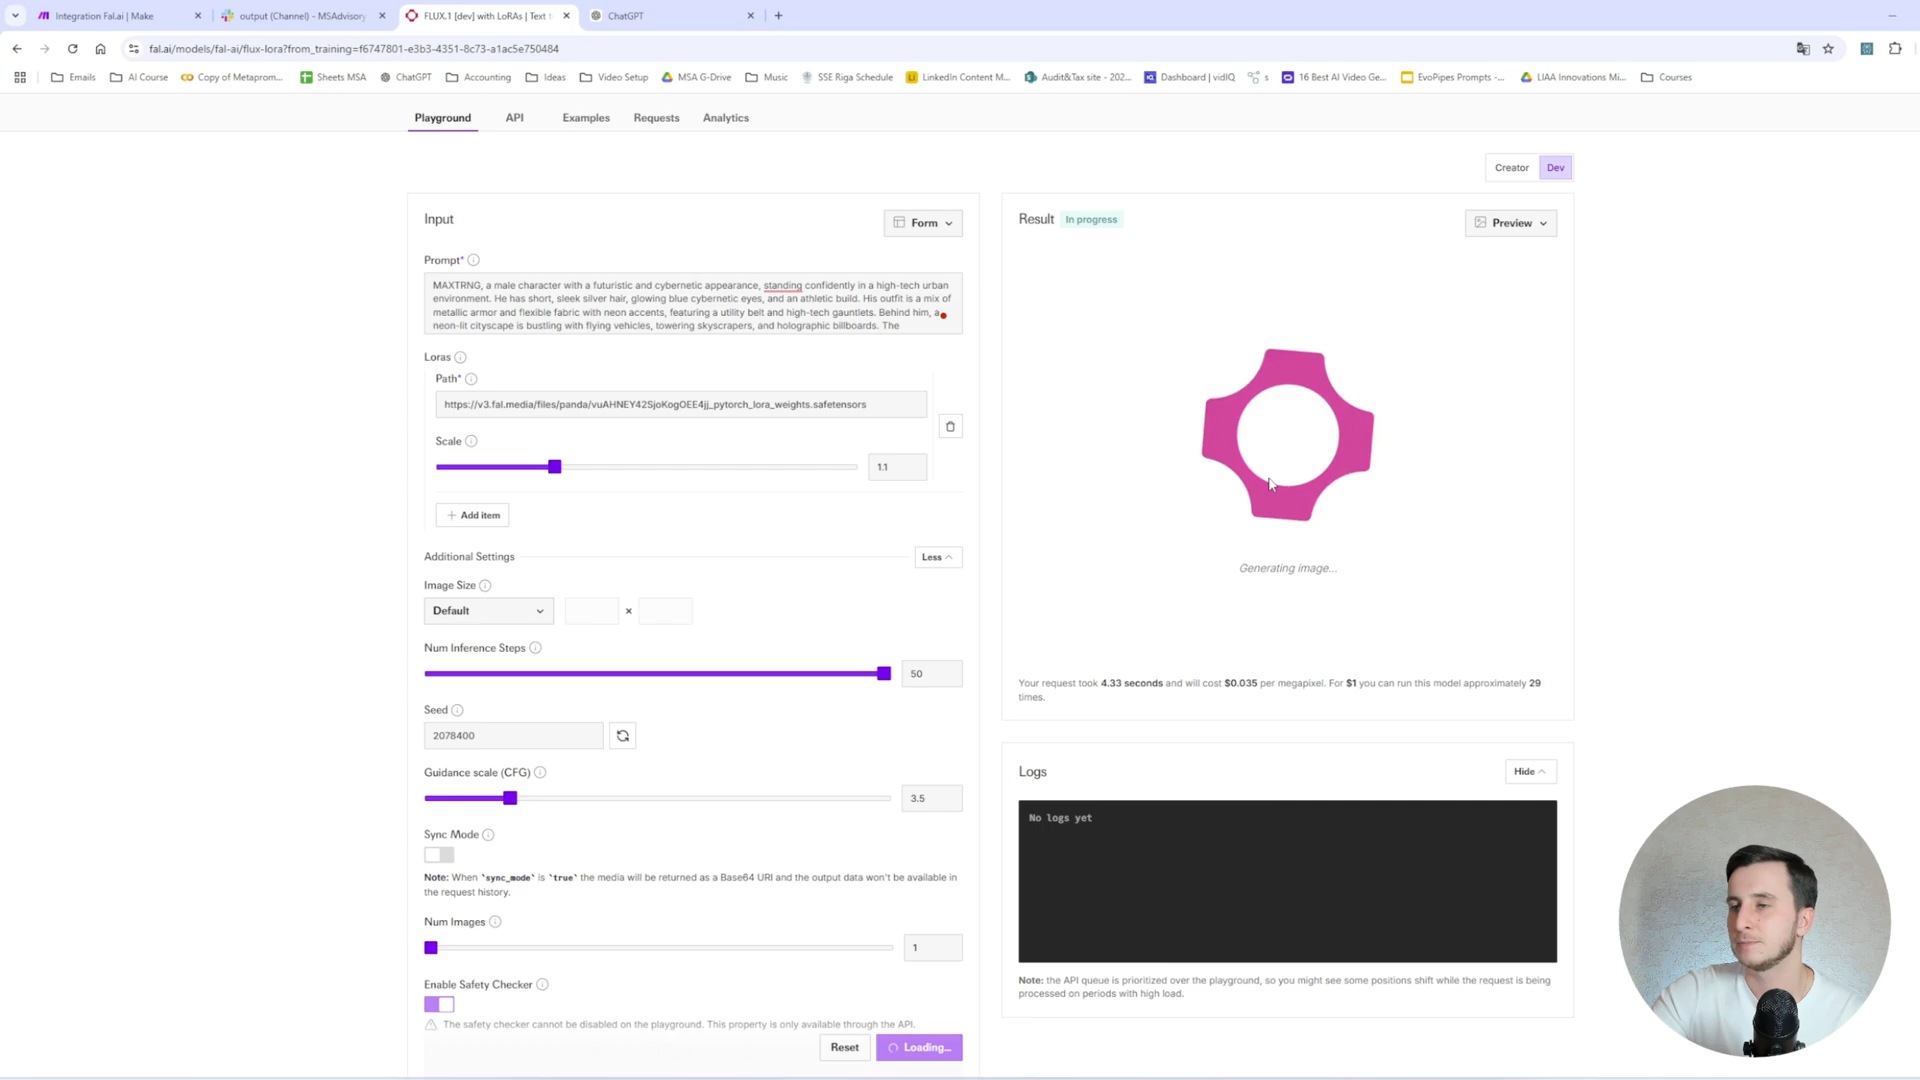 Integration Fal.ai | Make
output (Channel) - MSAdvisory
FLUX.1 [dev] with LoRAs | Text t
ChatGPT
fal.ai/models/fal-ai/flux-lora?from_training=f6747801-e3b3-4351-8c73-a1ac5e750484
Emails
AI Course
Copy of Metaprom...
Sheets MSA
ChatGPT
Accounting
Ideas
Video Setup
MSA G-Drive
Music
SSE Riga Schedule
LinkedIn Content M...
Audit&Tax site - 202...
Dashboard | vidIQ
s
16 Best AI Video Ge...
EvoPipes Prompts -...
LIAA Innovations Mi...
Courses
Playground
API
Examples
Requests
Analytics
Creator
Dev
Input
Form
Prompt*
MAXTRNG, a male character with a futuristic and cybernetic appearance, standing confidently in a high-tech urban
environment. He has short, sleek silver hair, glowing blue cybernetic eyes, and an athletic build. His outfit is a mix of
metallic armor and flexible fabric with neon accents, featuring a utility belt and high-tech gauntlets. Behind him, a
neon-lit cityscape is bustling with flying vehicles, towering skyscrapers, and holographic billboards. The
Loras
Path*
https://v3.fal.media/files/panda/vuAHNEY42SjoKogOEE4jj_pytorch_lora_weights.safetensors
Scale
1.1
Add item
Additional Settings
Less
Image Size
Default
×
Num Inference Steps
50
Seed
2078400
Guidance scale (CFG)
3.5
Sync Mode
Note: When `sync_mode` is `true` the media will be returned as a Base64 URI and the output data won't be available in
the request history.
Num Images
1
Enable Safety Checker
The safety checker cannot be disabled on the playground. This property is only available through the API.
Reset
Loading...
Result
In progress
Preview
Generating image...
Your request took 4.33 seconds and will cost $0.035 per megapixel. For $1 you can run this model approximately 29
times.
Logs
Hide
No logs yet
Note: the API queue is prioritized over the playground, so you might see some positions shift while the request is being
processed on periods with high load.